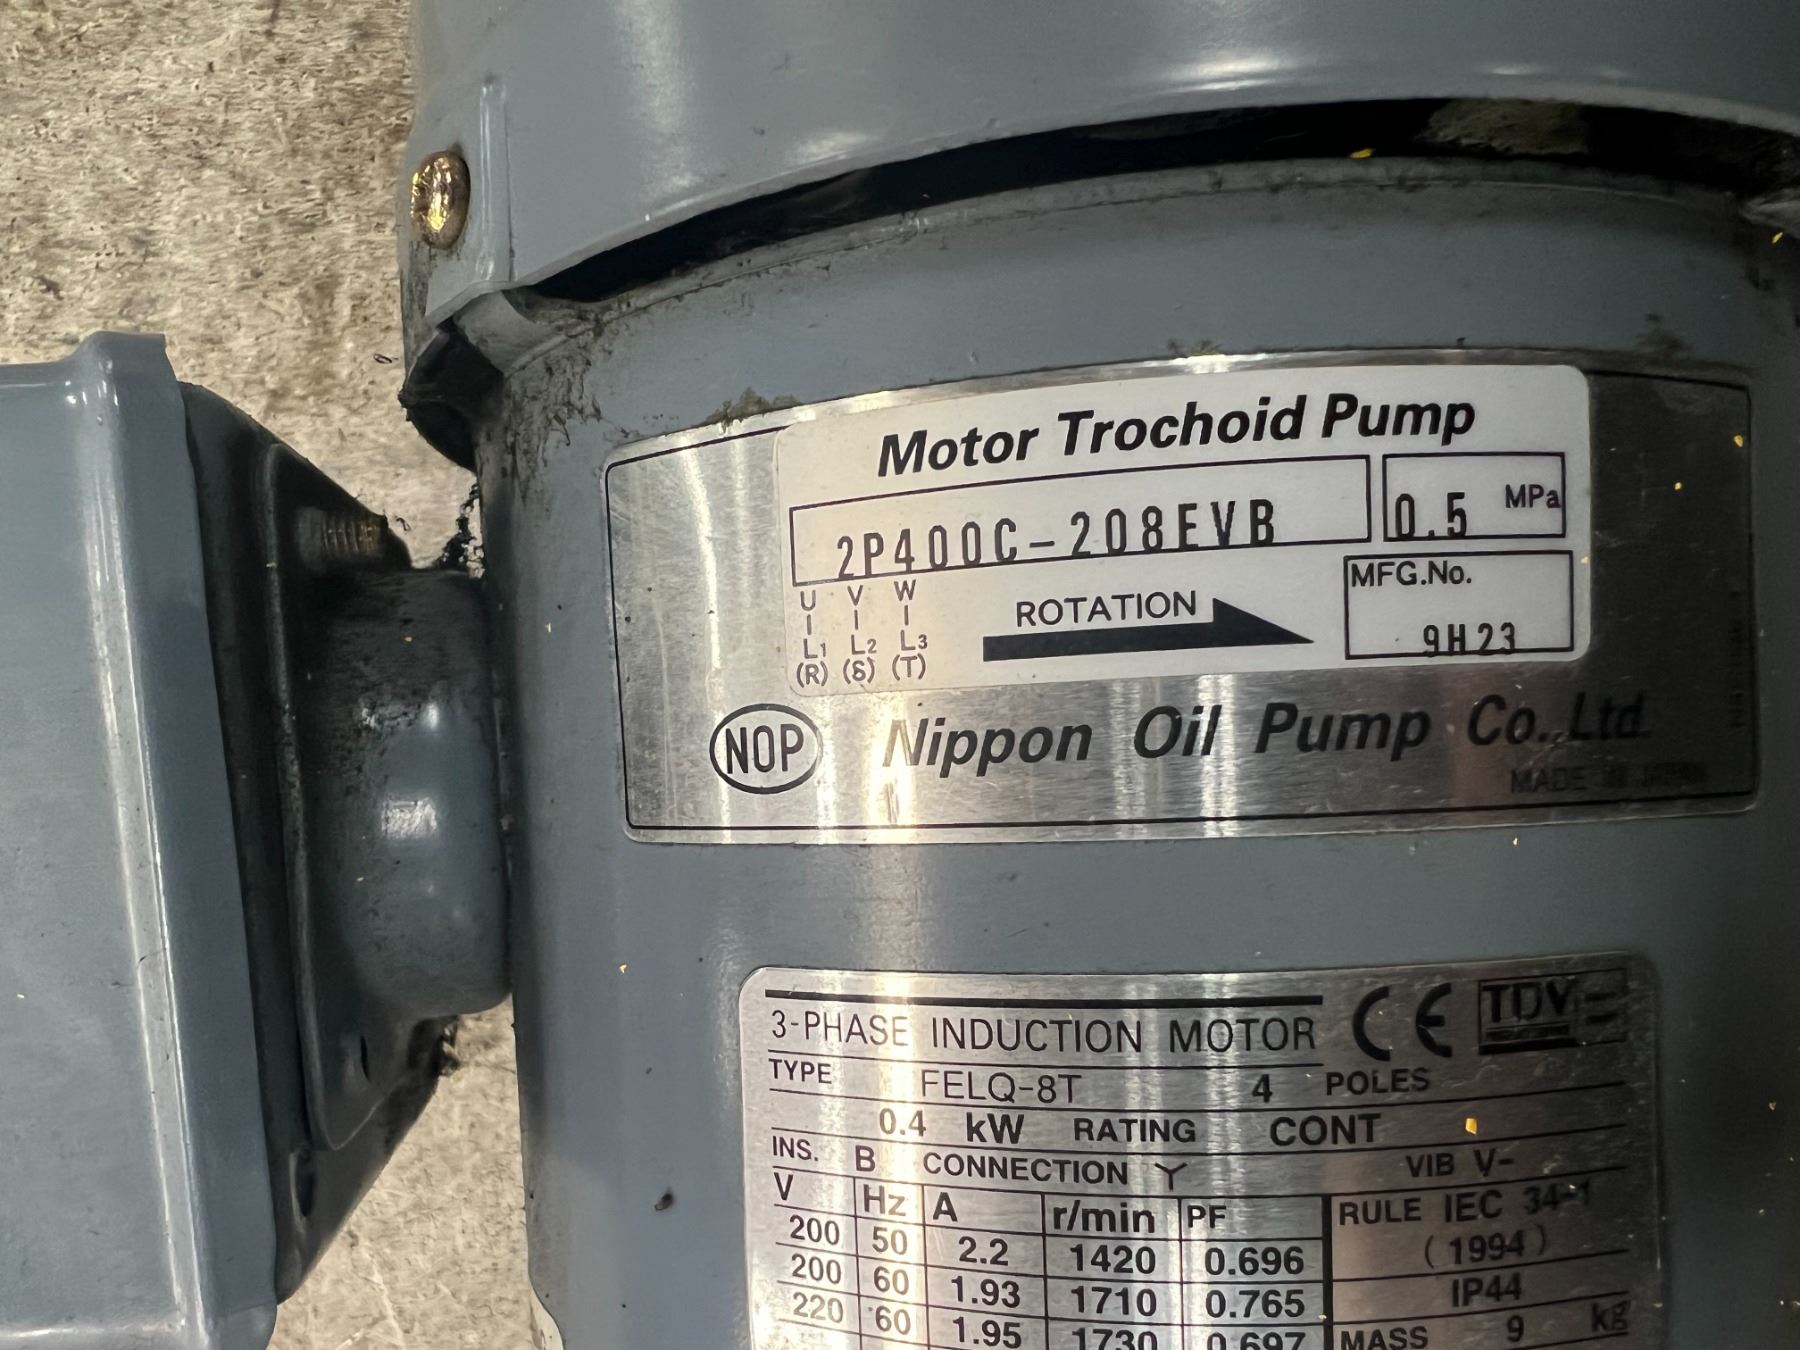 Motor Trochoid Pump
2P400C-208EVB 0.5 MPa
U V W
L1 L2 L3
(R) (S) (T)
ROTATION
MFG.No.
9H23
NOP Nippon Oil Pump Co.,Ltd.
MADE IN JAPAN
3-PHASE INDUCTION MOTOR CE TÜV
TYPE FELQ-8T 4 POLES
0.4 kW RATING CONT
INS. B CONNECTION Y VIB V-
V Hz A r/min PF RULE IEC 34-1
200 50 2.2 1420 0.696 (1994)
200 60 1.93 1710 0.765 IP44
220 60 1.95 1730 0.697 MASS 9 kg